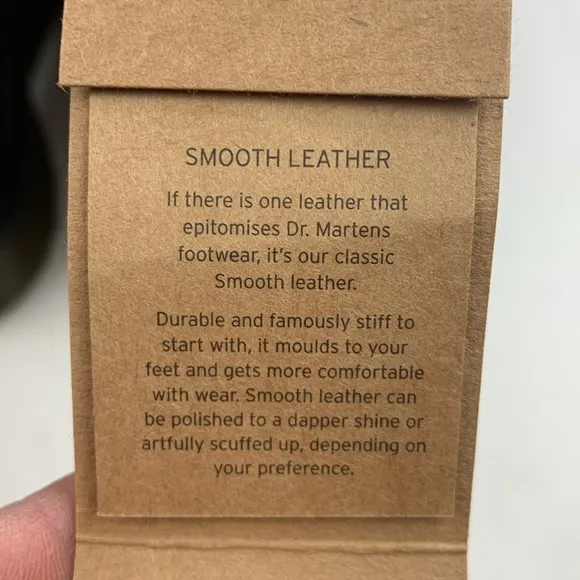 SMOOTH LEATHER
If there is one leather that
epitomises Dr. Martens
footwear, it's our classic
Smooth leather.
Durable and famously stiff to
start with, it moulds to your
feet and gets more comfortable
with wear. Smooth leather can
be polished to a dapper shine or
artfully scuffed up, depending on
your preference.